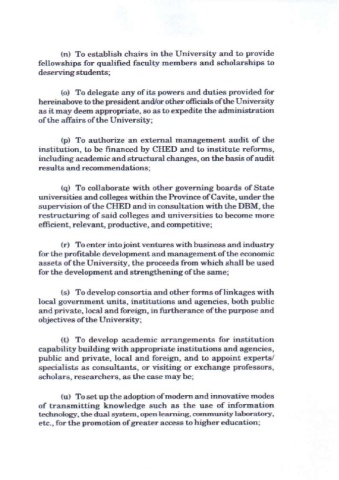 (n) To establish chairs in the University and to provide
fellowships for qualified faculty members and scholarships to
deserving students;
(o) To delegate any of its powers and duties provided for
hereinabove to the president and/or other officials of the University
as it may deem appropriate, so as to expedite the administration
of the affairs of the University;
(p) To authorize an external management audit of the
institution, to be financed by CHED and to institute reforms,
including academic and structural changes, on the basis of audit
results and recommendations;
(q) To collaborate with other governing boards of State
universities and colleges within the Province of Cavite, under the
supervision of the CHED and in consultation with the DBM, the
restructuring of said colleges and universities to become more
efficient, relevant, productive, and competitive;
(r) To enter into joint ventures with business and industry
for the profitable development and management of the economic
assets of the University, the proceeds from which shall be used
for the development and strengthening of the same;
(s) To develop consortia and other forms of linkages with
local government units, institutions and agencies, both public
and private, local and foreign, in furtherance of the purpose and
objectives of the University;
(t) To develop academic arrangements for institution
capability building with appropriate institutions and agencies,
public and private, local and foreign, and to appoint experts/
specialists as consultants, or visiting or exchange professors,
scholars, researchers, as the case may be;
(u) To set up the adoption of modern and innovative modes
of transmitting knowledge such as the use of information
technology, the dual system, open learning, community laboratory,
etc., for the promotion of greater access to higher education;